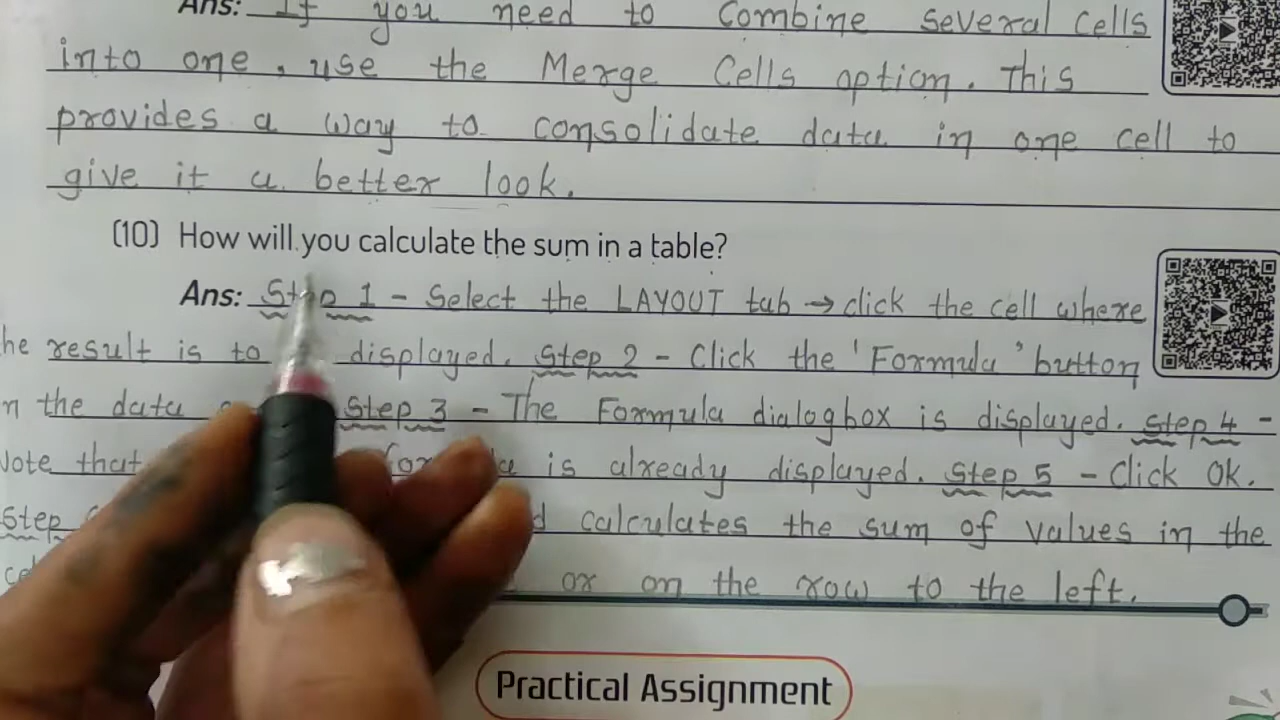 Ans: If you need to Combine several cells
into one, use the Merge Cells option. This
provides a way to consolidate data in one cell to
give it a better look.
(10) How will you calculate the sum in a table?
Ans: Step 1 - Select the LAYOUT tab → click the cell where
he result is to displayed. Step 2 - Click the 'Formula' button
n the data Step 3 - The Formula dialogbox is displayed. Step 4 -
Note that is already displayed. Step 5 - Click Ok.
Step calculates the sum of values in the
or on the row to the left.
Practical Assignment